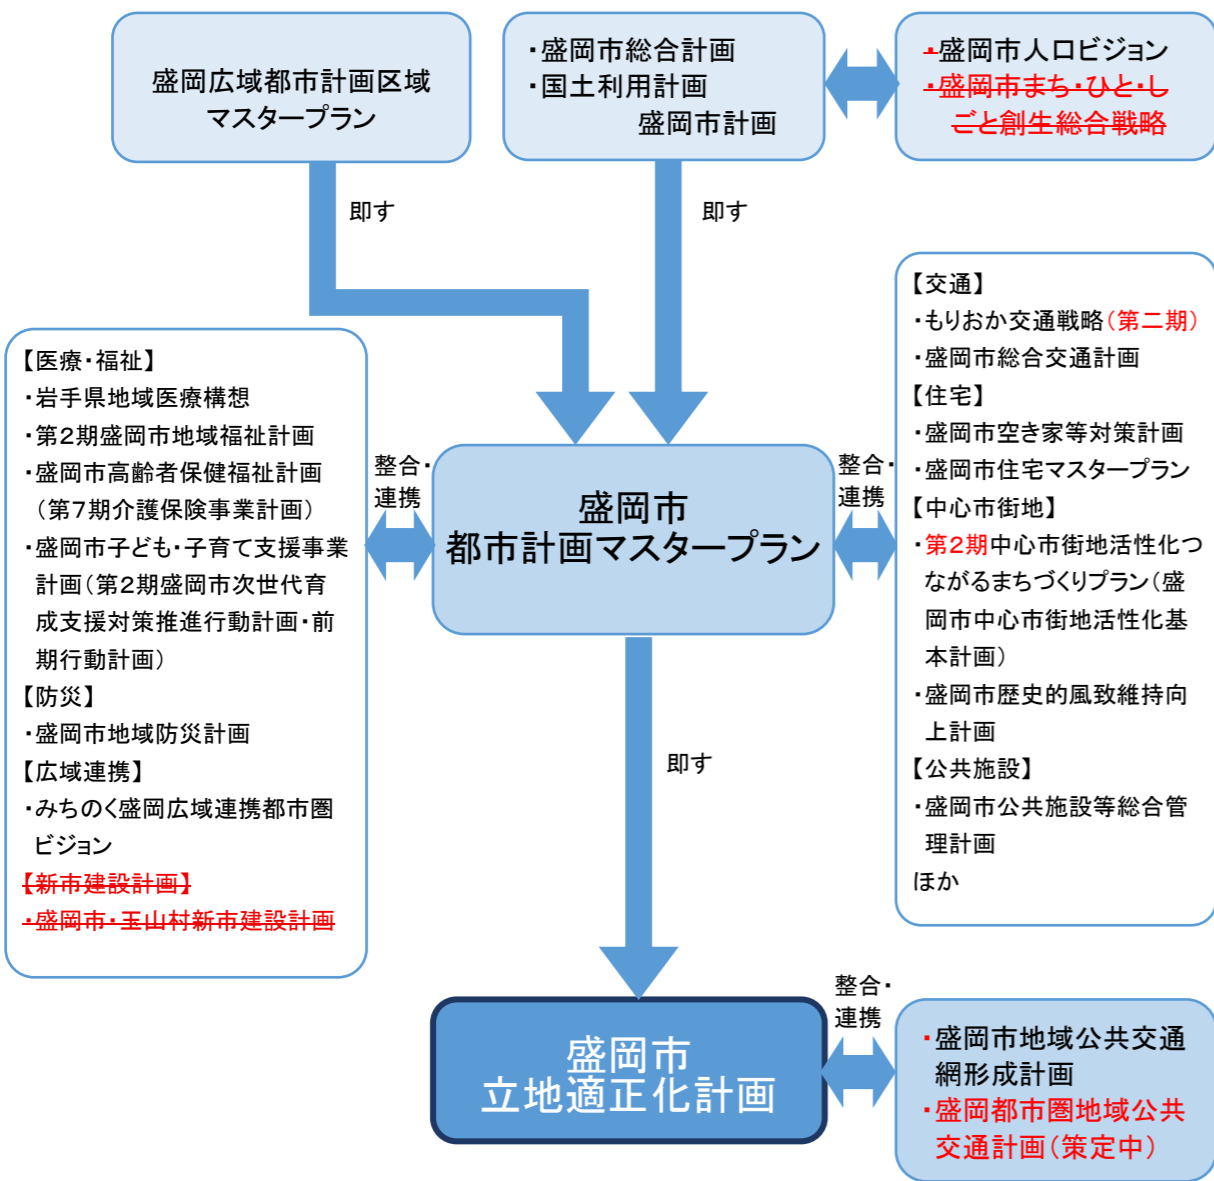 盛岡広域都市計画区域
マスタープラン
・盛岡市総合計画
・国土利用計画
盛岡市計画
・盛岡市人口ビジョン
・盛岡市まち・ひと・し
ごと創生総合戦略
即す
即す
【医療・福祉】
・岩手県地域医療構想
・第2期盛岡市地域福祉計画
・盛岡市高齢者保健福祉計画
（第7期介護保険事業計画）
・盛岡市子ども・子育て支援事業
計画（第2期盛岡市次世代育
成支援対策推進行動計画・前
期行動計画）
【防災】
・盛岡市地域防災計画
【広域連携】
・みちのく盛岡広域連携都市圏
ビジョン
【新市建設計画】
・盛岡市・玉山村新市建設計画
整合・
連携
盛岡市
都市計画マスタープラン
整合・
連携
【交通】
・もりおか交通戦略（第二期）
・盛岡市総合交通計画
【住宅】
・盛岡市空き家等対策計画
・盛岡市住宅マスタープラン
【中心市街地】
・第2期中心市街地活性化つ
ながるまちづくりプラン（盛
岡市中心市街地活性化基
本計画）
・盛岡市歴史的風致維持向
上計画
【公共施設】
・盛岡市公共施設等総合管
理計画
ほか
即す
盛岡市
立地適正化計画
整合・
連携
・盛岡市地域公共交通
網形成計画
・盛岡都市圏地域公共
交通計画（策定中）